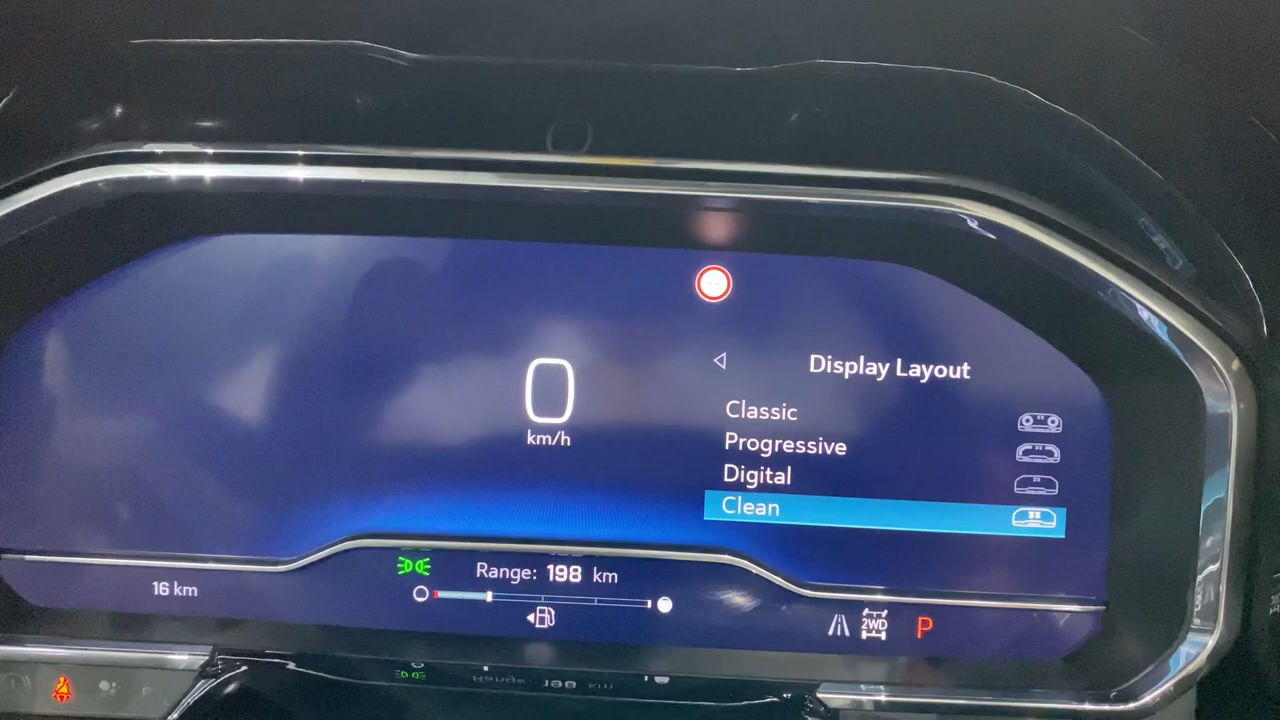 Display Layout
Classic
Progressive
Digital
Clean
0
km/h
Range: 198 km
16 km
2WD
P